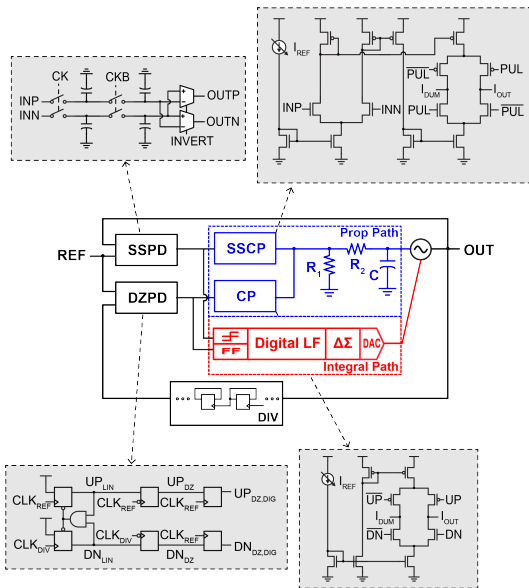 CK
CKB
INP
INN
OUTP
OUTN
INVERT
I_REF
PUL
PUL
I_DUM
I_OUT
PUL
PUL
INP
INN
REF
SSPD
DZPD
SSCP
CP
Prop Path
R1
R2
C
OUT
FF
Digital LF
ΔΣ
DAC
Integral Path
DIV
UP_LIN
UP_DZ
CLK_REF
CLK_REF
CLK_REF
UP_DZ,DIG
CLK_DIV
CLK_DIV
CLK_REF
DN_LIN
DN_DZ
DN_DZ,DIG
I_REF
UP
UP
I_DUM
I_OUT
DN
DN